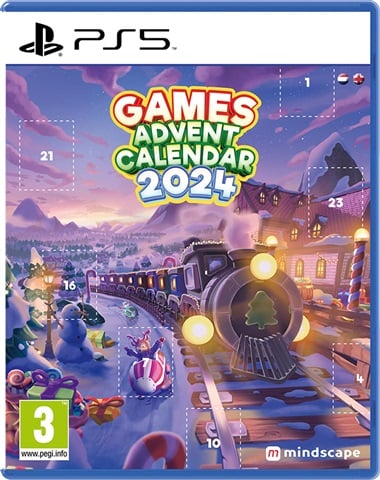 PS5
1
GAMES
ADVENT
CALENDAR
2024
21
23
16
4
10
3
www.pegi.info
m mindscape